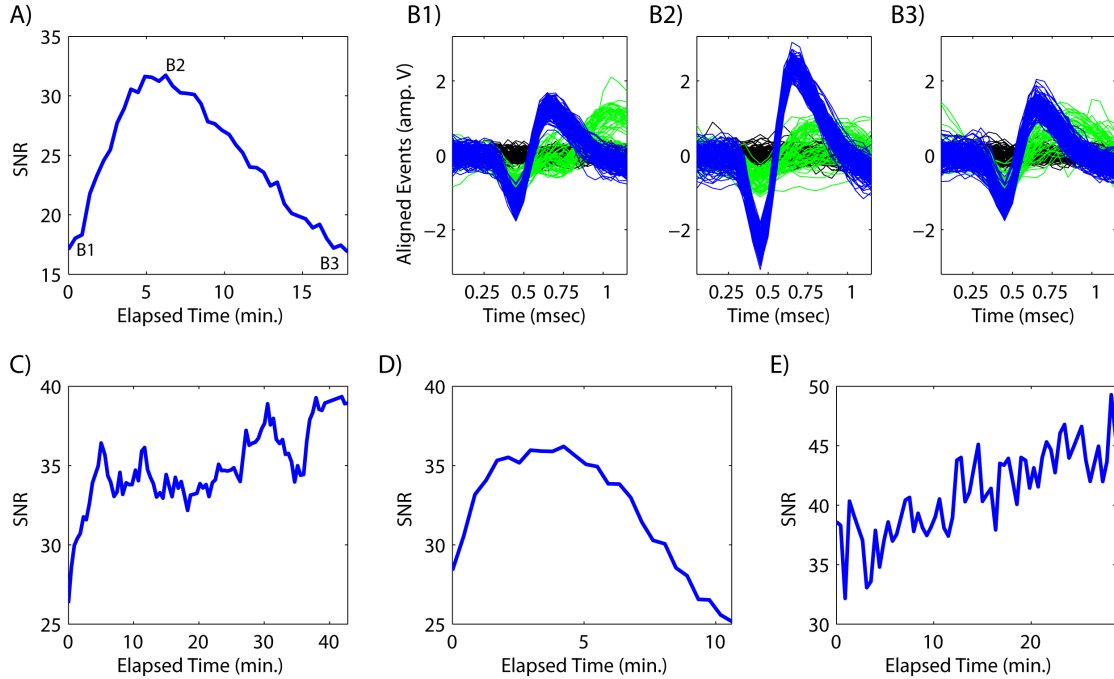 A)
B1)
B2)
B3)
35
30
25
20
15
SNR
B1
B2
B3
0
5
10
15
Elapsed Time (min.)
Aligned Events (amp. V)
2
0
−2
0.25
0.5
0.75
1
Time (msec)
2
0
−2
0.25
0.5
0.75
1
Time (msec)
2
0
−2
0.25
0.5
0.75
1
Time (msec)
C)
D)
E)
40
35
30
25
SNR
0
10
20
30
40
Elapsed Time (min.)
40
35
30
25
SNR
0
5
10
Elapsed Time (min.)
50
45
40
35
30
SNR
0
10
20
Elapsed Time (min.)